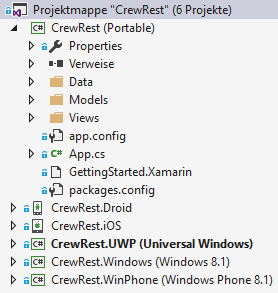 Projektmappe "CrewRest" (6 Projekte)
CrewRest (Portable)
Properties
Verweise
Data
Models
Views
app.config
App.cs
GettingStarted.Xamarin
packages.config
CrewRest.Droid
CrewRest.iOS
CrewRest.UWP (Universal Windows)
CrewRest.Windows (Windows 8.1)
CrewRest.WinPhone (Windows Phone 8.1)